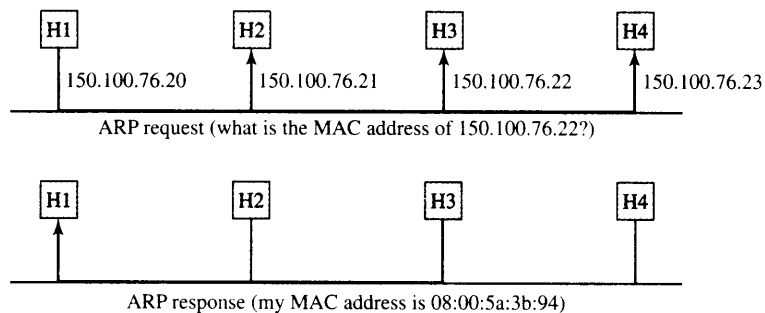 H1 H2 H3 H4
150.100.76.20 150.100.76.21 150.100.76.22 150.100.76.23
ARP request (what is the MAC address of 150.100.76.22?)
H1 H2 H3 H4
ARP response (my MAC address is 08:00:5a:3b:94)